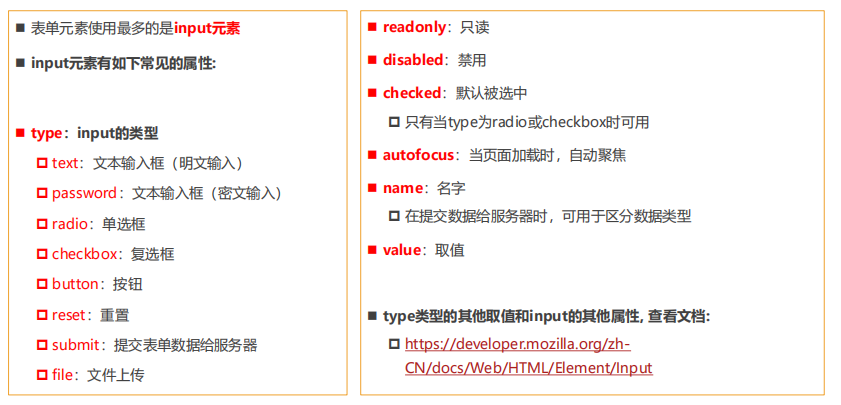 表单元素使用最多的是input元素
input元素有如下常见的属性:
type：input的类型
text：文本输入框（明文输入）
password：文本输入框（密文输入）
radio：单选框
checkbox：复选框
button：按钮
reset：重置
submit：提交表单数据给服务器
file：文件上传
readonly：只读
disabled：禁用
checked：默认被选中
只有当type为radio或checkbox时可用
autofocus：当页面加载时，自动聚焦
name：名字
在提交数据给服务器时，可用于区分数据类型
value：取值
type类型的其他取值和input的其他属性, 查看文档:
https://developer.mozilla.org/zh-
CN/docs/Web/HTML/Element/Input